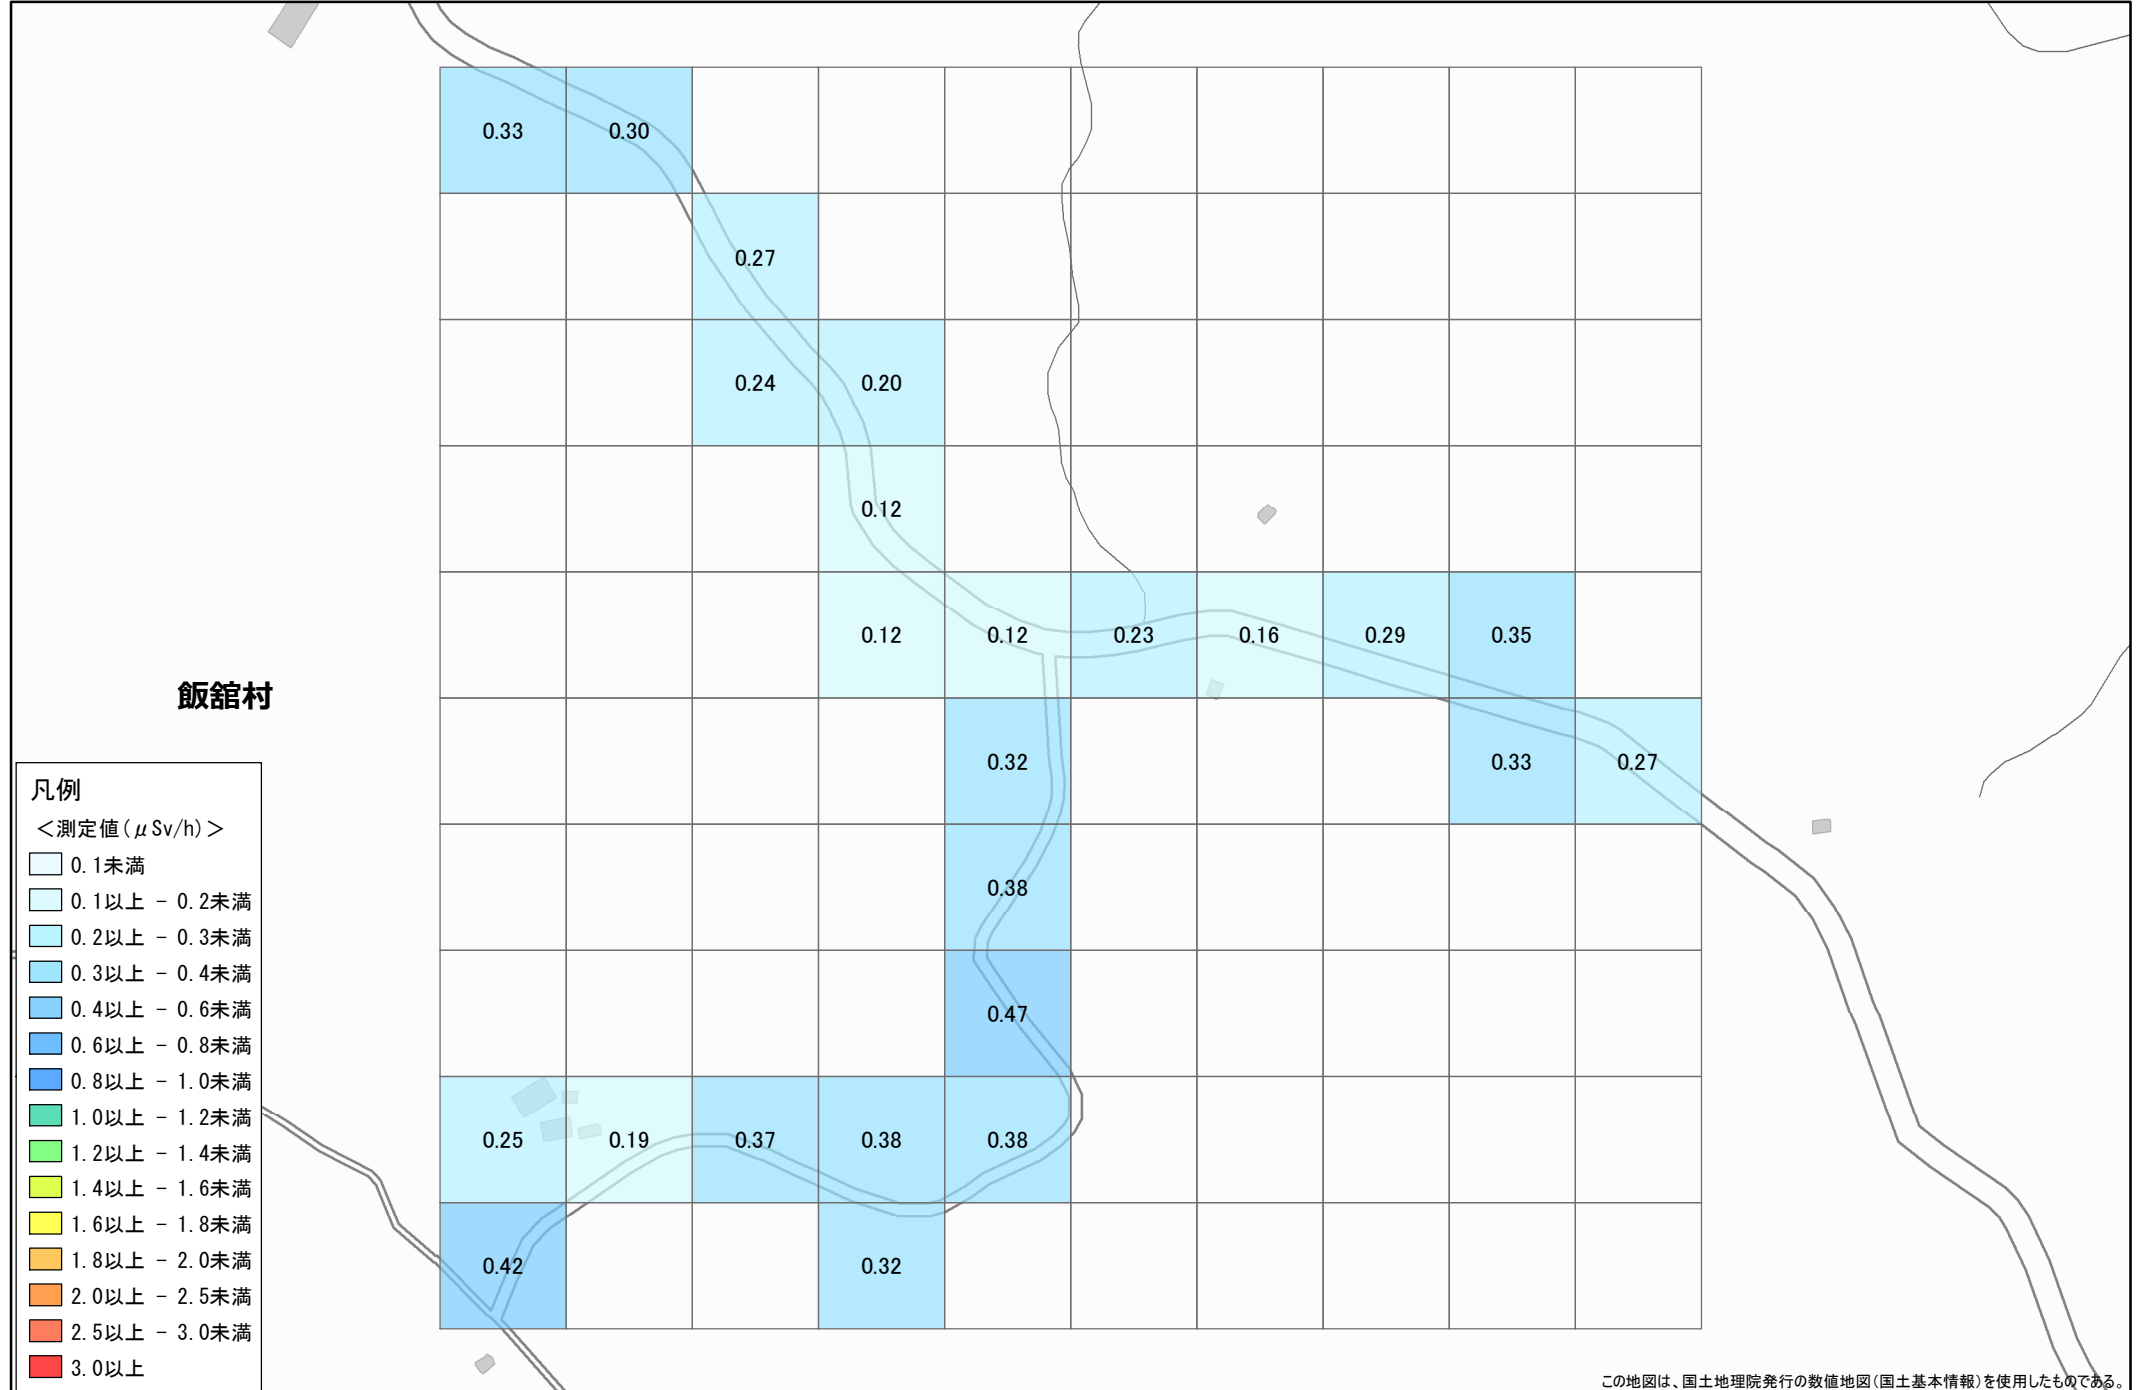 0.33 0.30
0.27
0.24 0.20
0.12
0.12 0.12 0.23 0.16 0.29 0.35
飯舘村
0.32 0.33 0.27
0.38
0.47
0.25 0.19 0.37 0.38 0.38
0.42 0.32
凡例
＜測定値(μSv/h)＞
0.1未満
0.1以上 - 0.2未満
0.2以上 - 0.3未満
0.3以上 - 0.4未満
0.4以上 - 0.6未満
0.6以上 - 0.8未満
0.8以上 - 1.0未満
1.0以上 - 1.2未満
1.2以上 - 1.4未満
1.4以上 - 1.6未満
1.6以上 - 1.8未満
1.8以上 - 2.0未満
2.0以上 - 2.5未満
2.5以上 - 3.0未満
3.0以上
この地図は、国土地理院発行の数値地図(国土基本情報)を使用したものである。